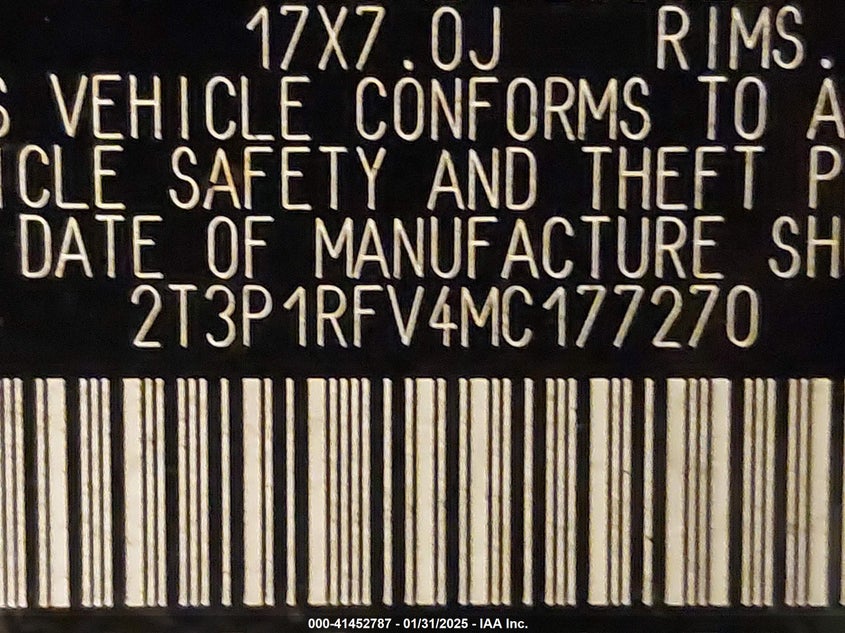 17X7.0J RIMS.
S VEHICLE CONFORMS TO A
ICLE SAFETY AND THEFT P
DATE OF MANUFACTURE SH
2T3P1RFV4MC177270
000-41452787 - 01/31/2025 - IAA Inc.